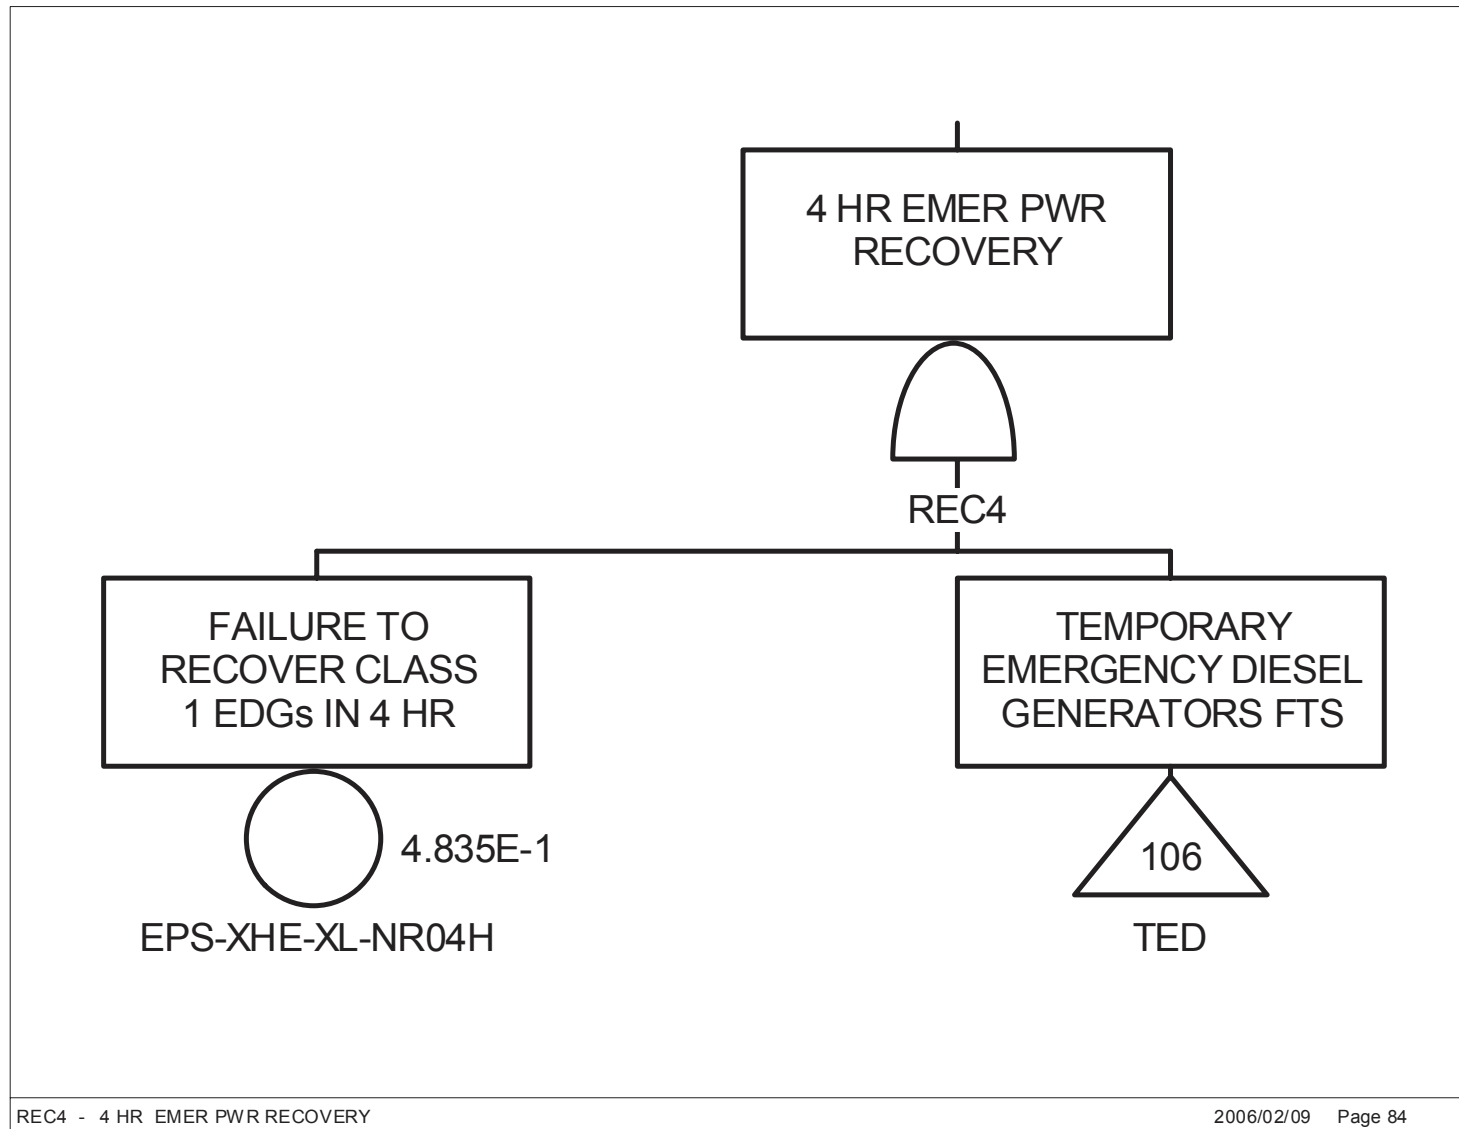 4 HR EMER PWR
RECOVERY
REC4
FAILURE TO
RECOVER CLASS
1 EDGs IN 4 HR
4.835E-1
EPS-XHE-XL-NR04H
TEMPORARY
EMERGENCY DIESEL
GENERATORS FTS
106
TED
REC4 - 4 HR EMER PWR RECOVERY
2006/02/09 Page 84